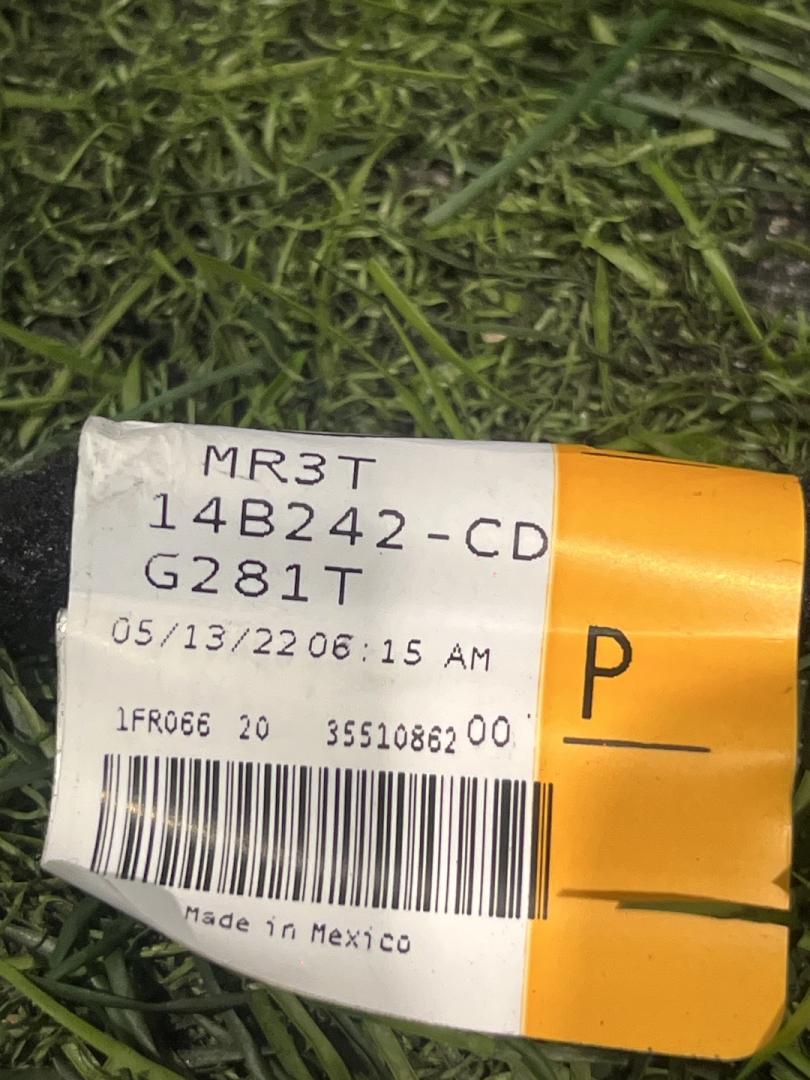 MR3T
14B242-CD
G281T
05/13/22 06:15 AM
1FR066 20 35510862 00
Made in Mexico
P